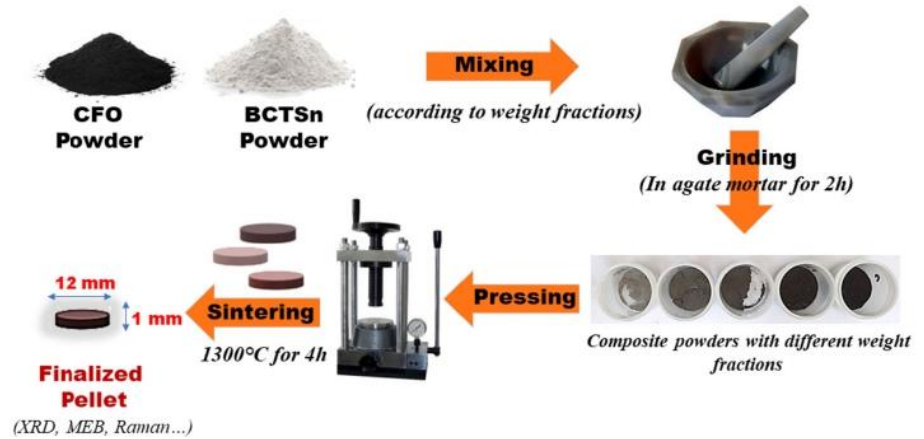 CFO
Powder
BCTSn
Powder
Mixing
(according to weight fractions)
Grinding
(In agate mortar for 2h)
Composite powders with different weight
fractions
Pressing
Sintering
1300°C for 4h
12 mm
1 mm
Finalized
Pellet
(XRD, MEB, Raman…)